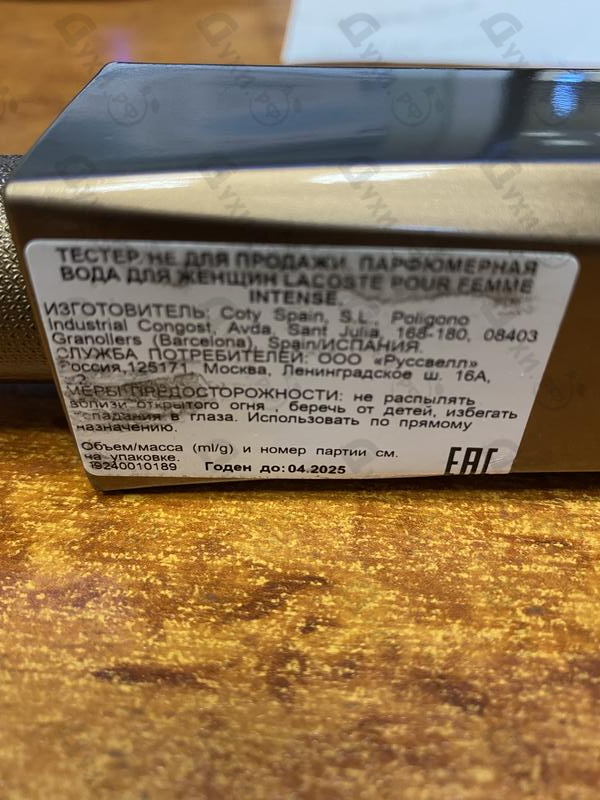 ТЕСТЕР/НЕ ДЛЯ ПРОДАЖИ. ПАРФЮМЕРНАЯ
ВОДА ДЛЯ ЖЕНЩИН LACOSTE POUR FEMME
INTENSE.
ИЗГОТОВИТЕЛЬ: Coty Spain, S.L., Poligono
Industrial Congost, Avda. Sant Julia, 168-180, 08403
Granollers (Barcelona), Spain/ИСПАНИЯ.
СЛУЖБА ПОТРЕБИТЕЛЕЙ: ООО «Руссвелл»
Россия,125171, Москва, Ленинградское ш. 16А,
МЕРЫ ПРЕДОСТОРОЖНОСТИ: не распылять
вблизи открытого огня , беречь от детей, избегать
попадания в глаза. Использовать по прямому
назначению.
Объем/масса (ml/g) и номер партии см.
на упаковке.
19240010189 Годен до:04.2025
EAC
Духи.рф